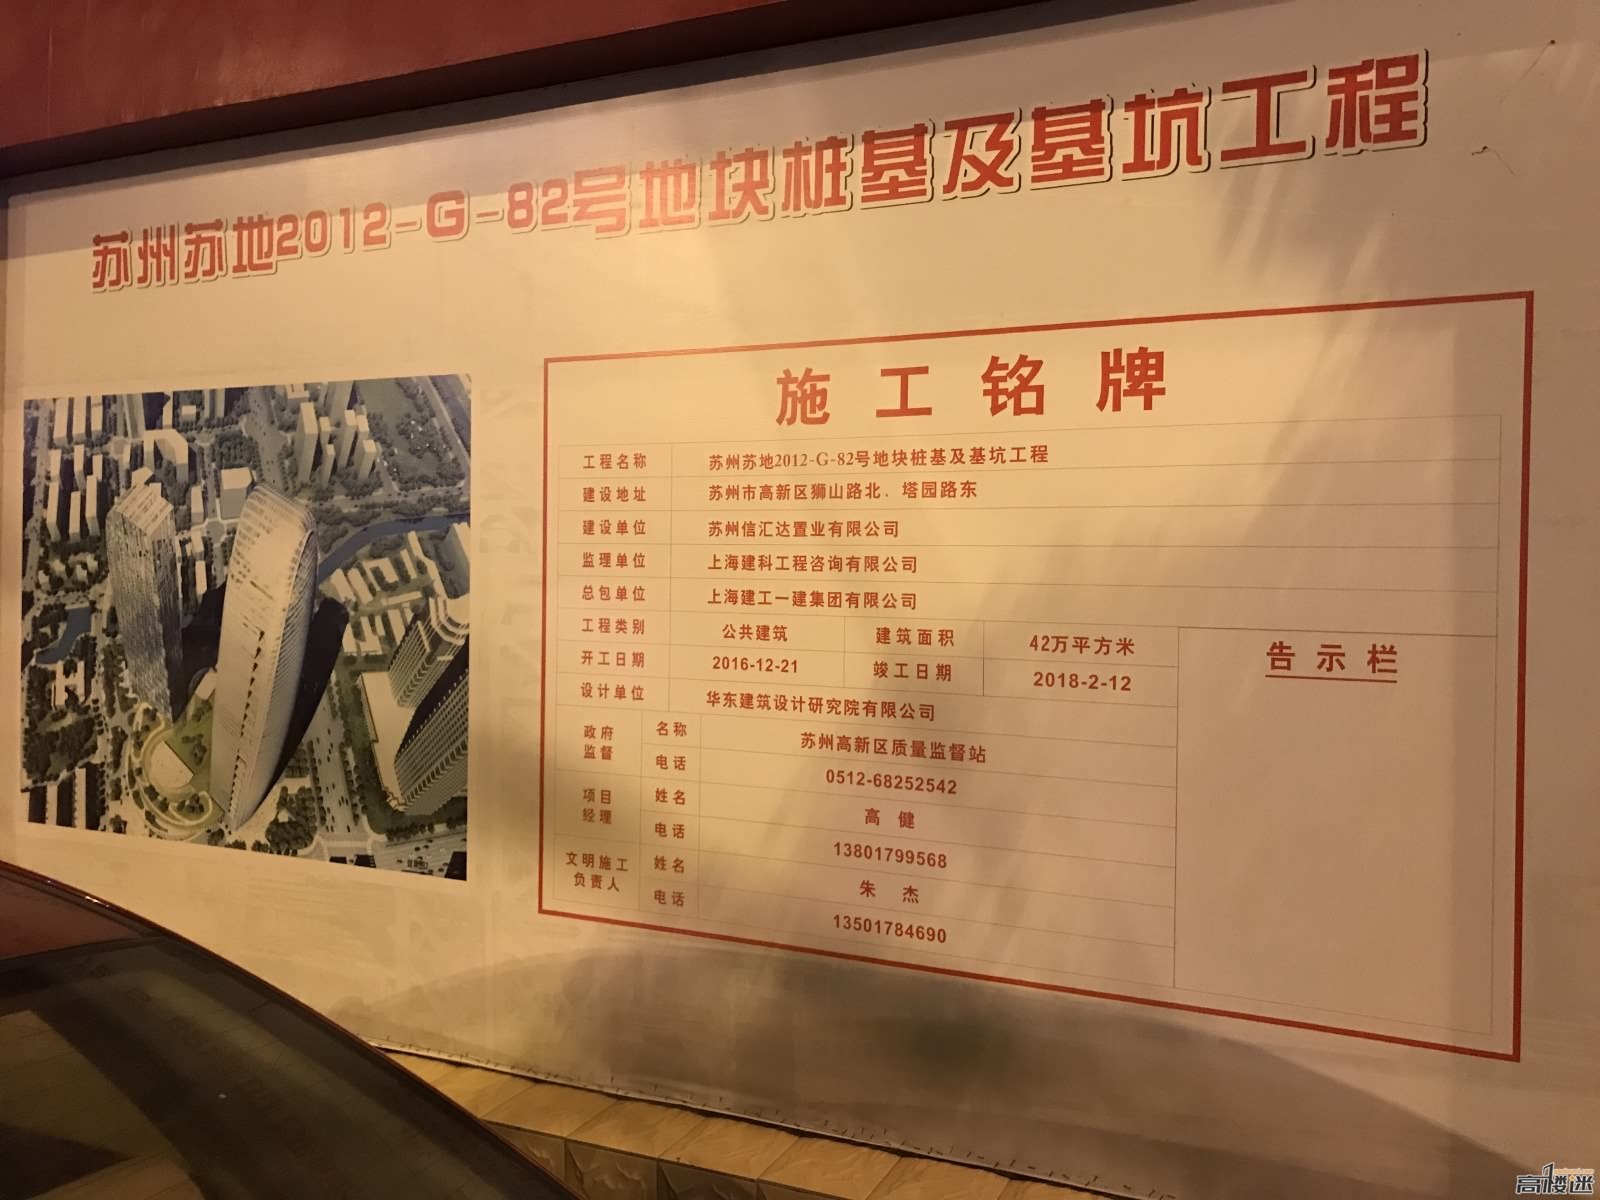 苏州苏地2012-G-82号地块桩基及基坑工程
施工铭牌
工程名称 苏州苏地2012-G-82号地块桩基及基坑工程
建设地址 苏州市高新区狮山路北、塔园路东
建设单位 苏州信汇达置业有限公司
监理单位 上海建科工程咨询有限公司
总包单位 上海建工一建集团有限公司
工程类别 公共建筑 建筑面积 42万平方米
开工日期 2016-12-21 竣工日期 2018-2-12
设计单位 华东建筑设计研究院有限公司
政府监督 名称 苏州高新区质量监督站
电话 0512-68252542
项目经理 姓名 高健
电话 13801799568
文明施工负责人 姓名 朱杰
电话 13501784690
告示栏
高楼迷